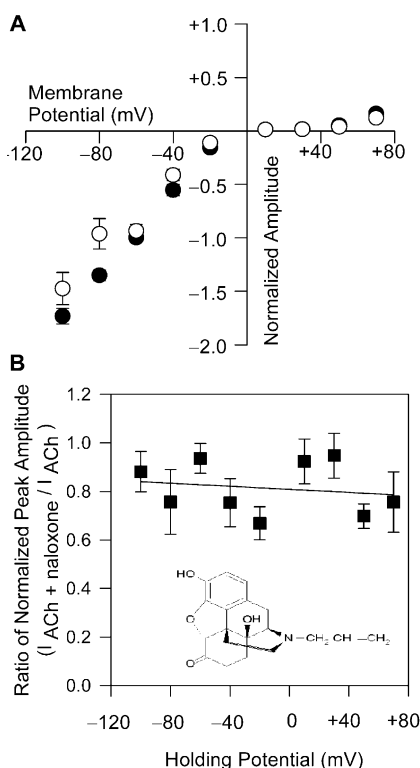 A
+1.0
+0.5
Membrane
Potential (mV)
-120
−80
−40
+40
+80
−0.5
−1.0
−1.5
−2.0
Normalized Amplitude
B
Ratio of Normalized Peak Amplitude
(I ACh + naloxone / I ACh)
1.2
1.0
0.8
0.6
0.4
0.2
0.0
HO
O
OH
N—CH2 CH —CH2
O
−120
−80
−40
0
+40
+80
Holding Potential (mV)